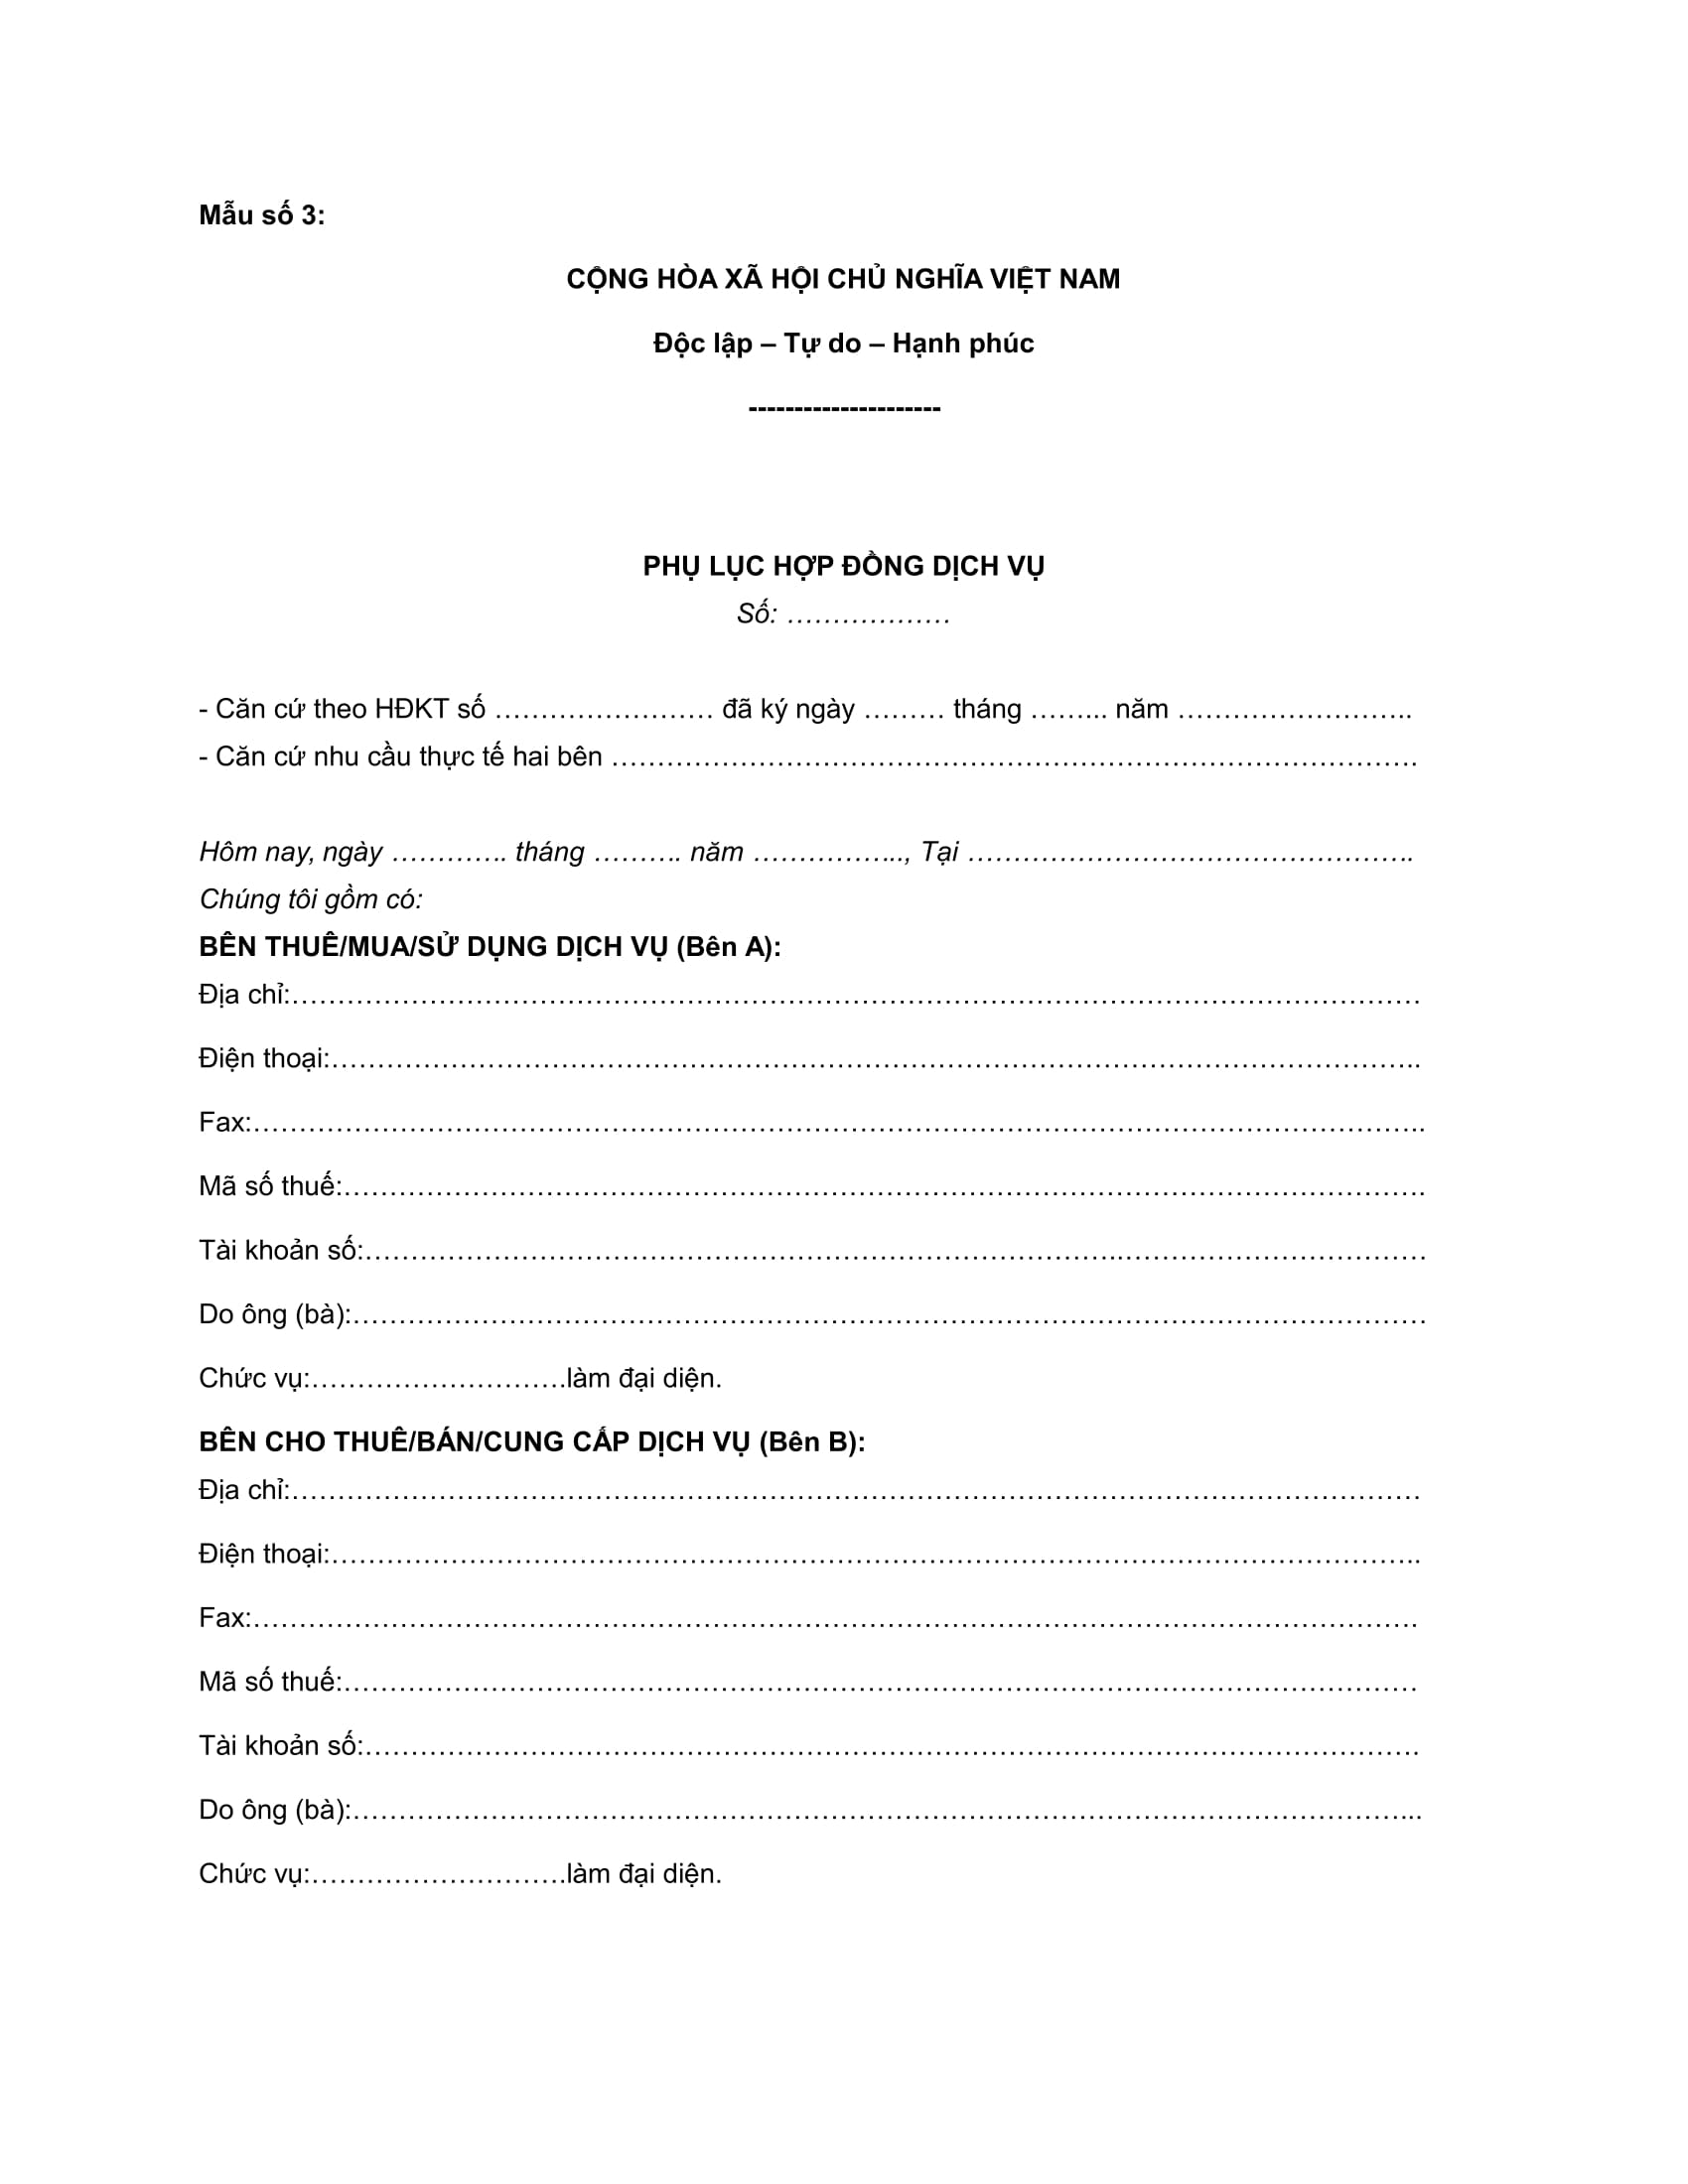 Mẫu số 3:
CỘNG HÒA XÃ HỘI CHỦ NGHĨA VIỆT NAM
Độc lập – Tự do – Hạnh phúc
---------------------
PHỤ LỤC HỢP ĐỒNG DỊCH VỤ
Số: ………………
- Căn cứ theo HĐKT số …………………… đã ký ngày ……… tháng ……... năm ……………………..
- Căn cứ nhu cầu thực tế hai bên …………………………………………………………………………….
Hôm nay, ngày …………. tháng ………. năm …………….., Tại ………………………………………….
Chúng tôi gồm có:
BÊN THUÊ/MUA/SỬ DỤNG DỊCH VỤ (Bên A):
Địa chỉ:……………………………………………………………………………………………………………
Điện thoại:………………………………………………………………………………………………………..
Fax:………………………………………………………………………………………………………………..
Mã số thuế:……………………………………………………………………………………………………….
Tài khoản số:………………………………………………………………………..……………………………
Do ông (bà):………………………………………………………………………………………………………
Chức vụ:……………………….làm đại diện.
BÊN CHO THUÊ/BÁN/CUNG CẤP DỊCH VỤ (Bên B):
Địa chỉ:……………………………………………………………………………………………………………
Điện thoại:………………………………………………………………………………………………………..
Fax:……………………………………………………………………………………………………………….
Mã số thuế:………………………………………………………………………………………………………
Tài khoản số:…………………………………………………………………………………………………….
Do ông (bà):……………………………………………………………………………………………………...
Chức vụ:……………………….làm đại diện.